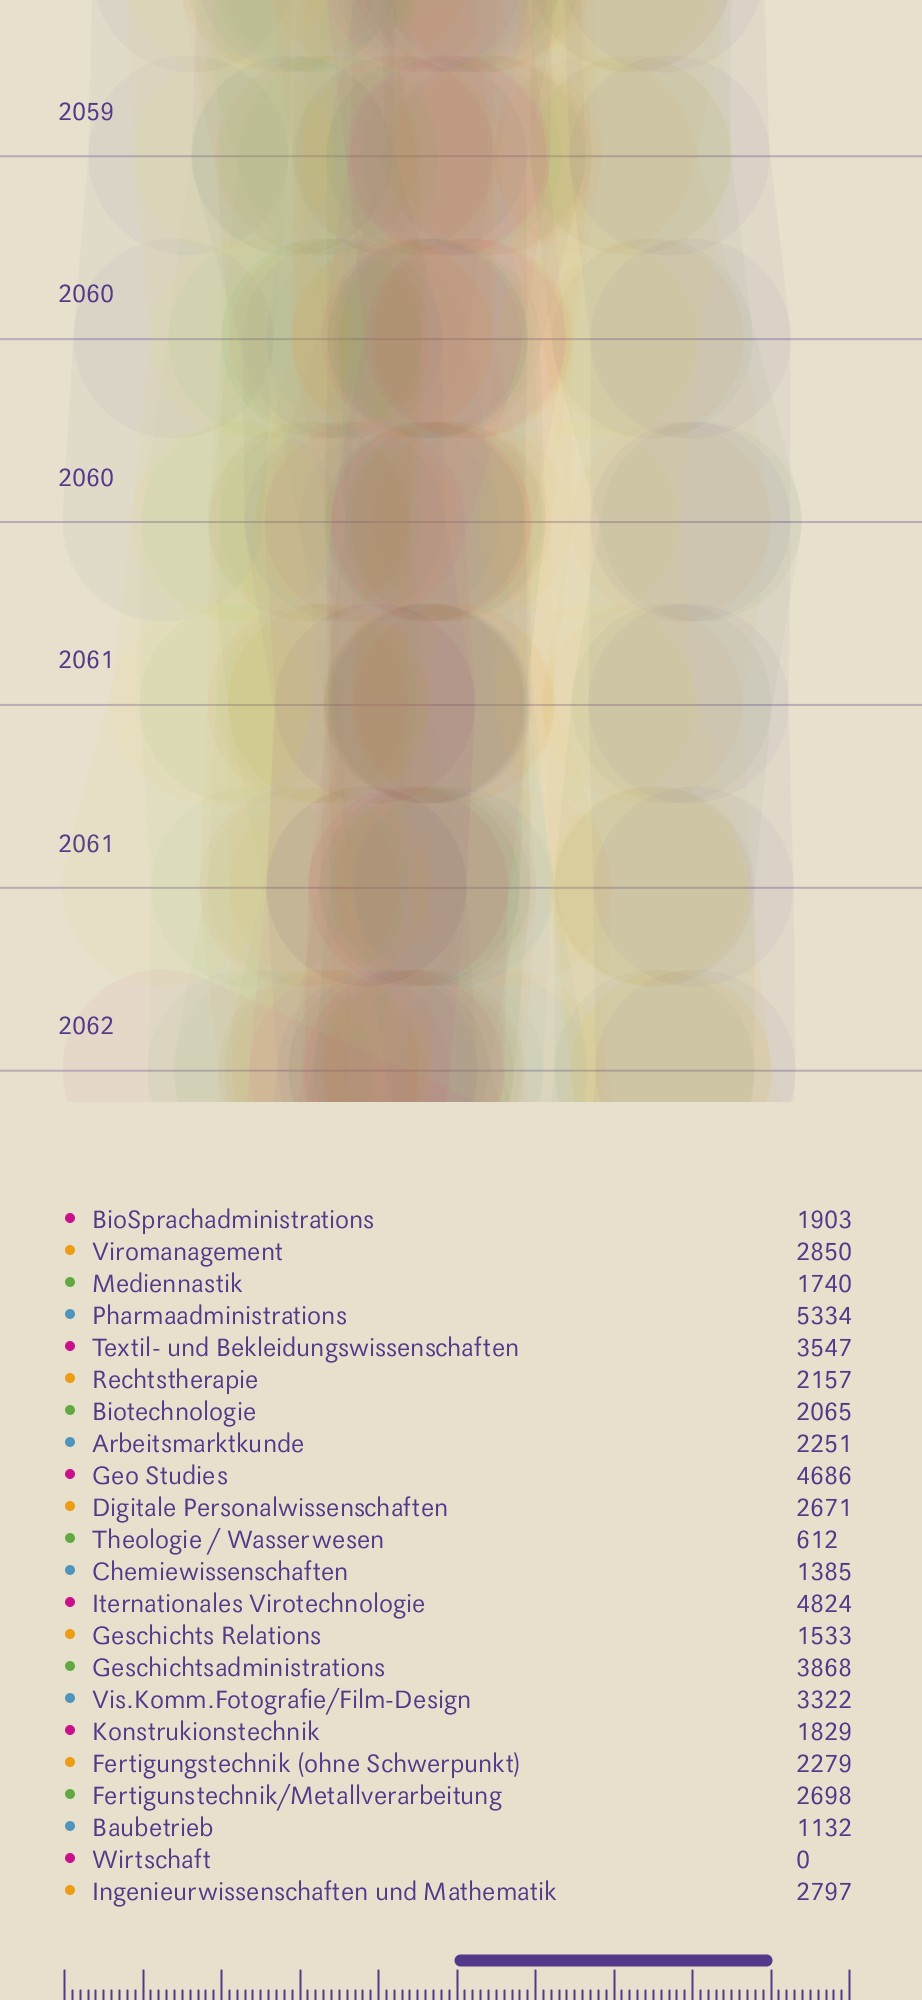 2059
2060
2060
2061
2061
2062
BioSprachadministrations 1903
Viromanagement 2850
Mediennastik 1740
Pharmaadministrations 5334
Textil- und Bekleidungswissenschaften 3547
Rechtstherapie 2157
Biotechnologie 2065
Arbeitsmarktkunde 2251
Geo Studies 4686
Digitale Personalwissenschaften 2671
Theologie / Wasserwesen 612
Chemiewissenschaften 1385
Iternationales Virotechnologie 4824
Geschichts Relations 1533
Geschichtsadministrations 3868
Vis.Komm.Fotografie/Film-Design 3322
Konstrukionstechnik 1829
Fertigungstechnik (ohne Schwerpunkt) 2279
Fertigunstechnik/Metallverarbeitung 2698
Baubetrieb 1132
Wirtschaft 0
Ingenieurwissenschaften und Mathematik 2797